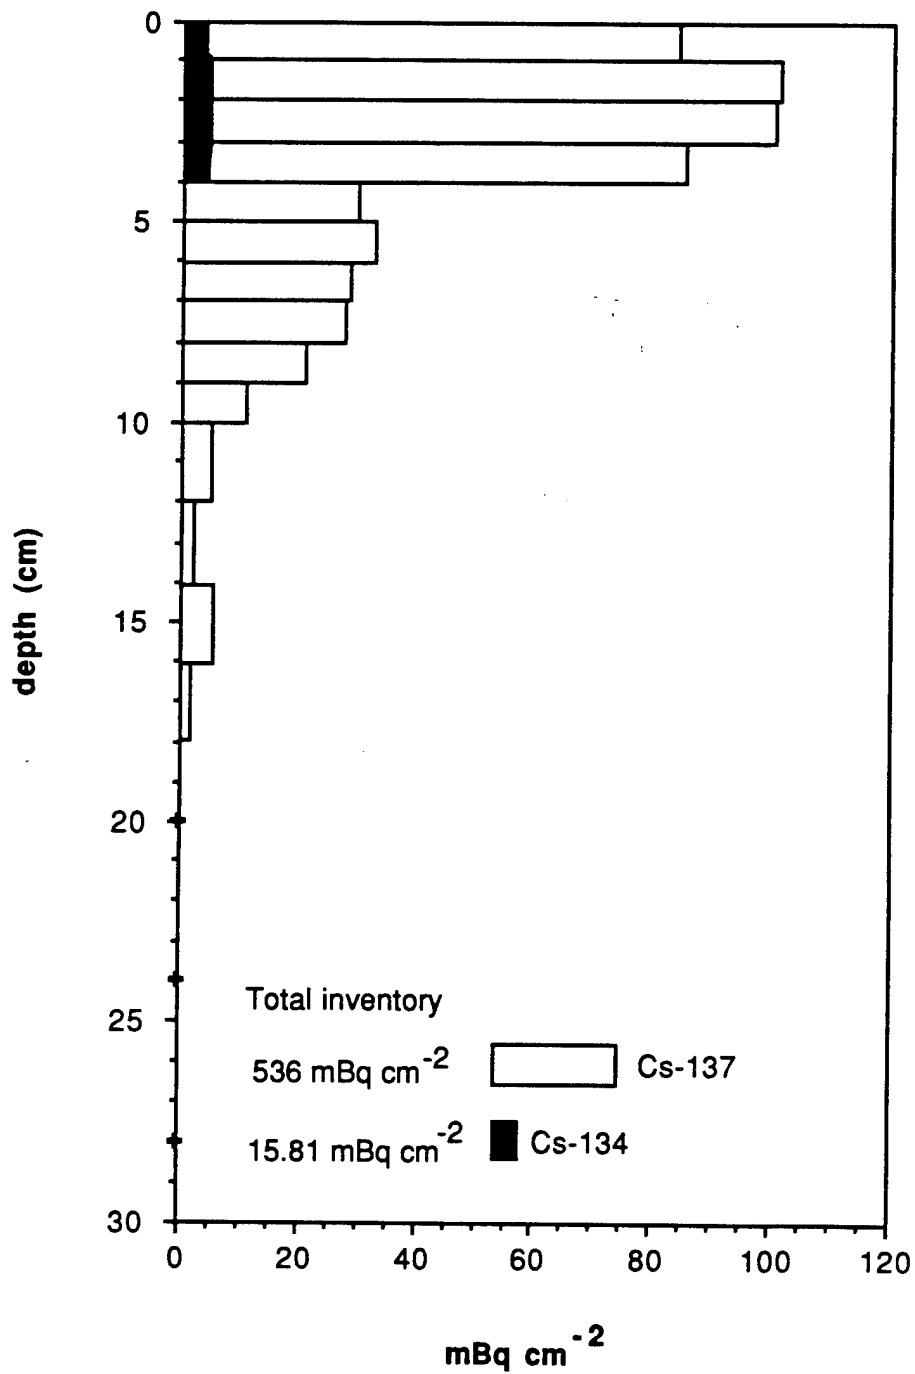 0
5
10
15
20
25
30
depth (cm)
Total inventory
536 mBq cm-2
Cs-137
15.81 mBq cm-2
Cs-134
0 20 40 60 80 100 120
mBq cm-2